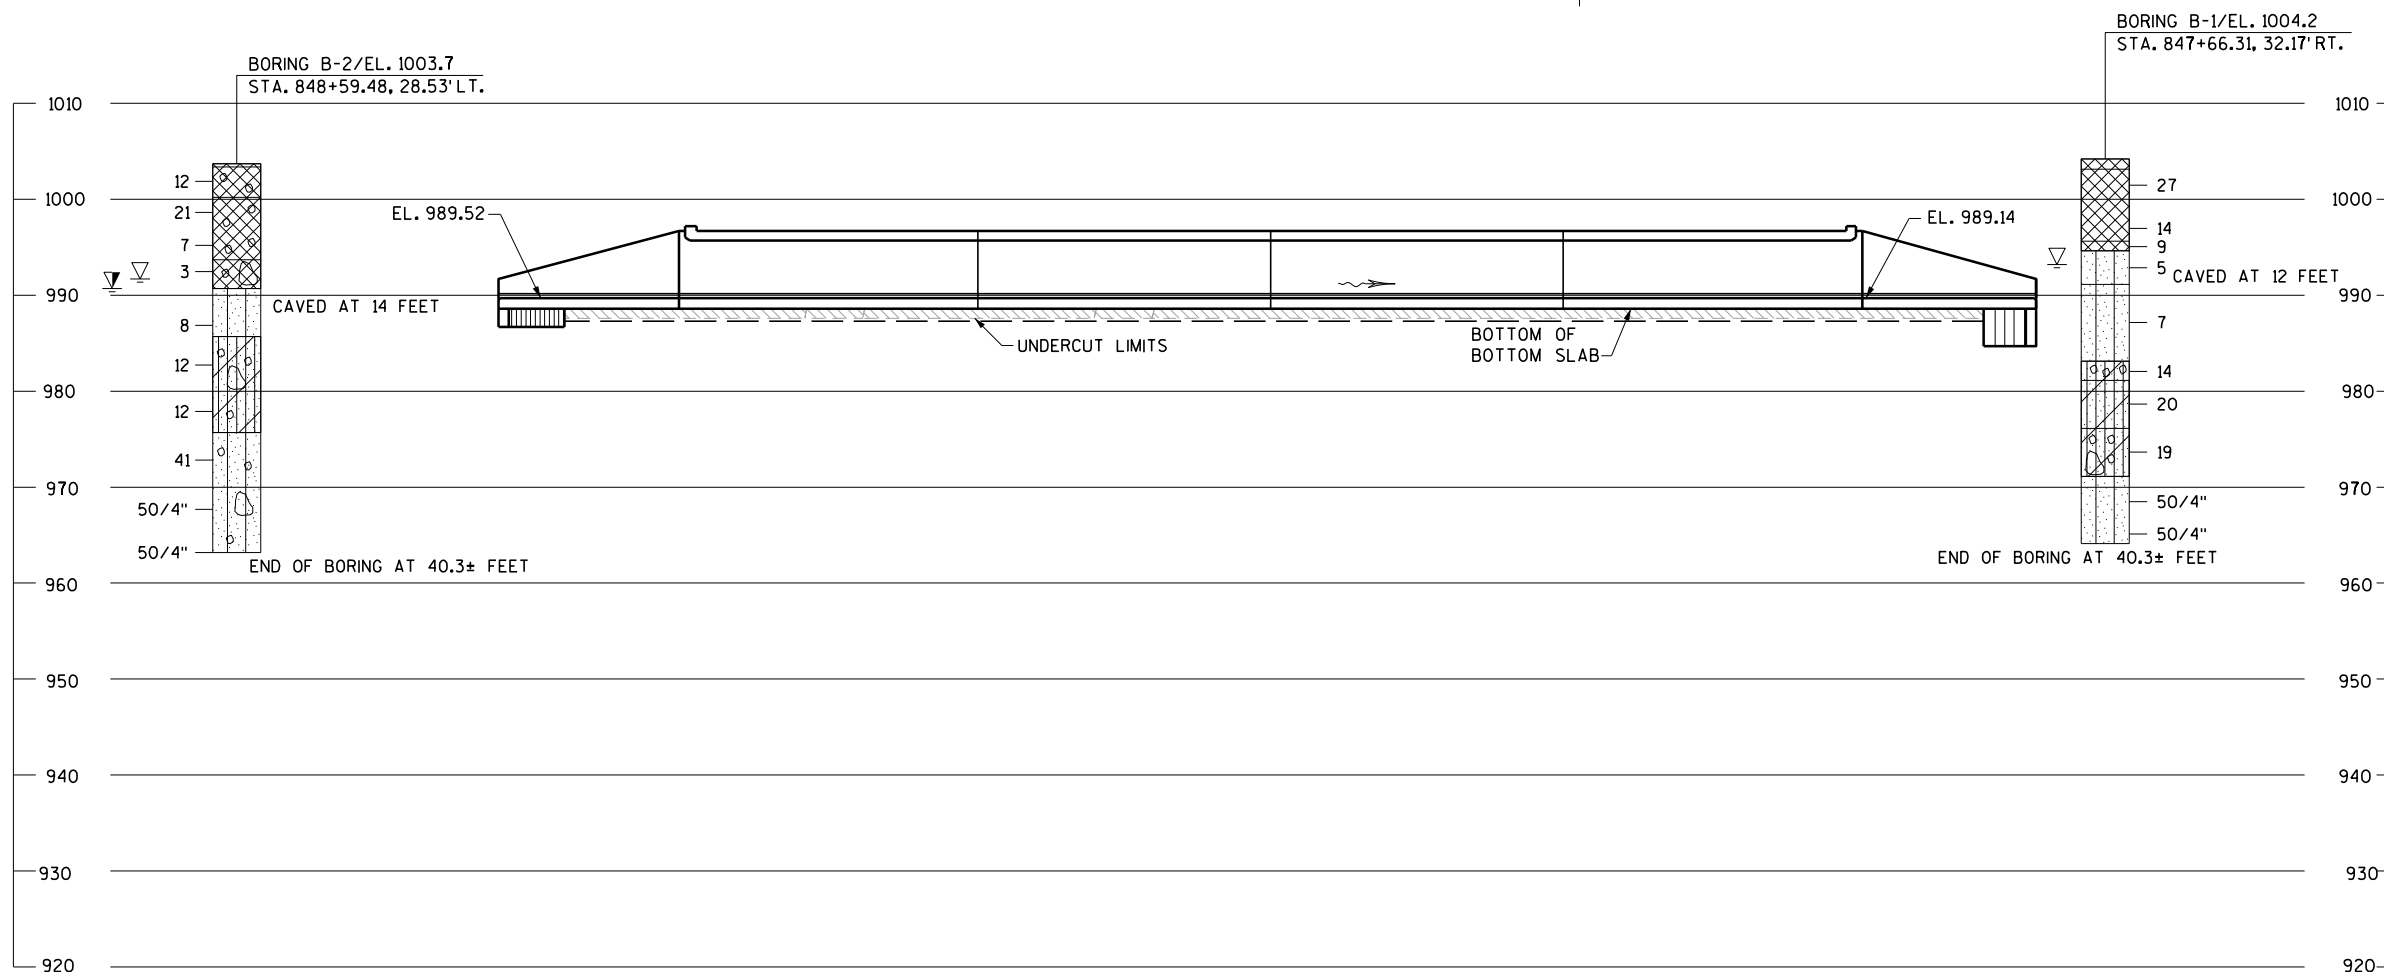 BORING B-1/EL. 1004.2
STA. 847+66.31, 32.17' RT.
BORING B-2/EL. 1003.7
STA. 848+59.48, 28.53' LT.
1010 1010
12
27
1000 1000
21
EL. 989.52
EL. 989.14
14
7
9
3
5
CAVED AT 12 FEET
990 990
CAVED AT 14 FEET
8
7
UNDERCUT LIMITS
BOTTOM OF
BOTTOM SLAB
12
14
980 980
12
20
41
19
970 970
50/4"
50/4"
50/4"
50/4"
END OF BORING AT 40.3± FEET
END OF BORING AT 40.3± FEET
960 960
950 950
940 940
930 930
920 920